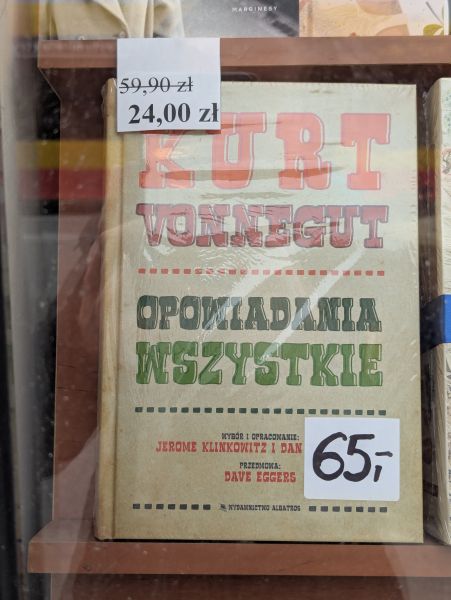 MARGINESY
59,90 zł
24,00 zł
KURT
VONNEGUT
OPOWIADANIA
WSZYSTKIE
WYBÓR I OPRACOWANIE:
JEROME KLINKOWITZ I DAN
65,-
PRZEDMOWA:
DAVE EGGERS
WYDAWNICTWO ALBATROS